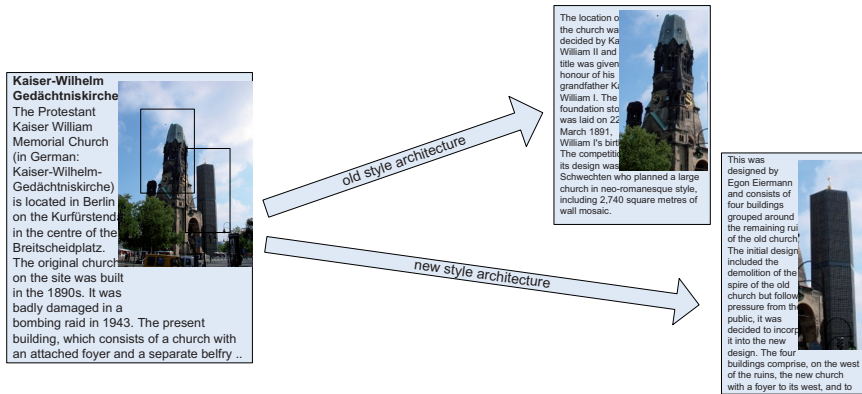 Kaiser-Wilhelm
Gedächtniskirche
The Protestant
Kaiser William
Memorial Church
(in German:
Kaiser-Wilhelm-
Gedächtniskirche)
is located in Berlin
on the Kurfürstenda
in the centre of the
Breitscheidplatz.
The original church
on the site was built
in the 1890s. It was
badly damaged in a
bombing raid in 1943. The present
building, which consists of a church with
an attached foyer and a separate belfry ..
old style architecture
new style architecture
The location o
the church wa
decided by Ka
William II and
title was given
honour of his
grandfather Ka
William I. The
foundation sto
was laid on 22
March 1891,
William I's birt
The competitio
its design was
Schwechten who planned a large
church in neo-romanesque style,
including 2,740 square metres of
wall mosaic.
This was
designed by
Egon Eiermann
and consists of
four buildings
grouped around
the remaining rui
of the old church.
The initial design
included the
demolition of the
spire of the old
church but follow
pressure from the
public, it was
decided to incorp
it into the new
design. The four
buildings comprise, on the west
of the ruins, the new church
with a foyer to its west, and to